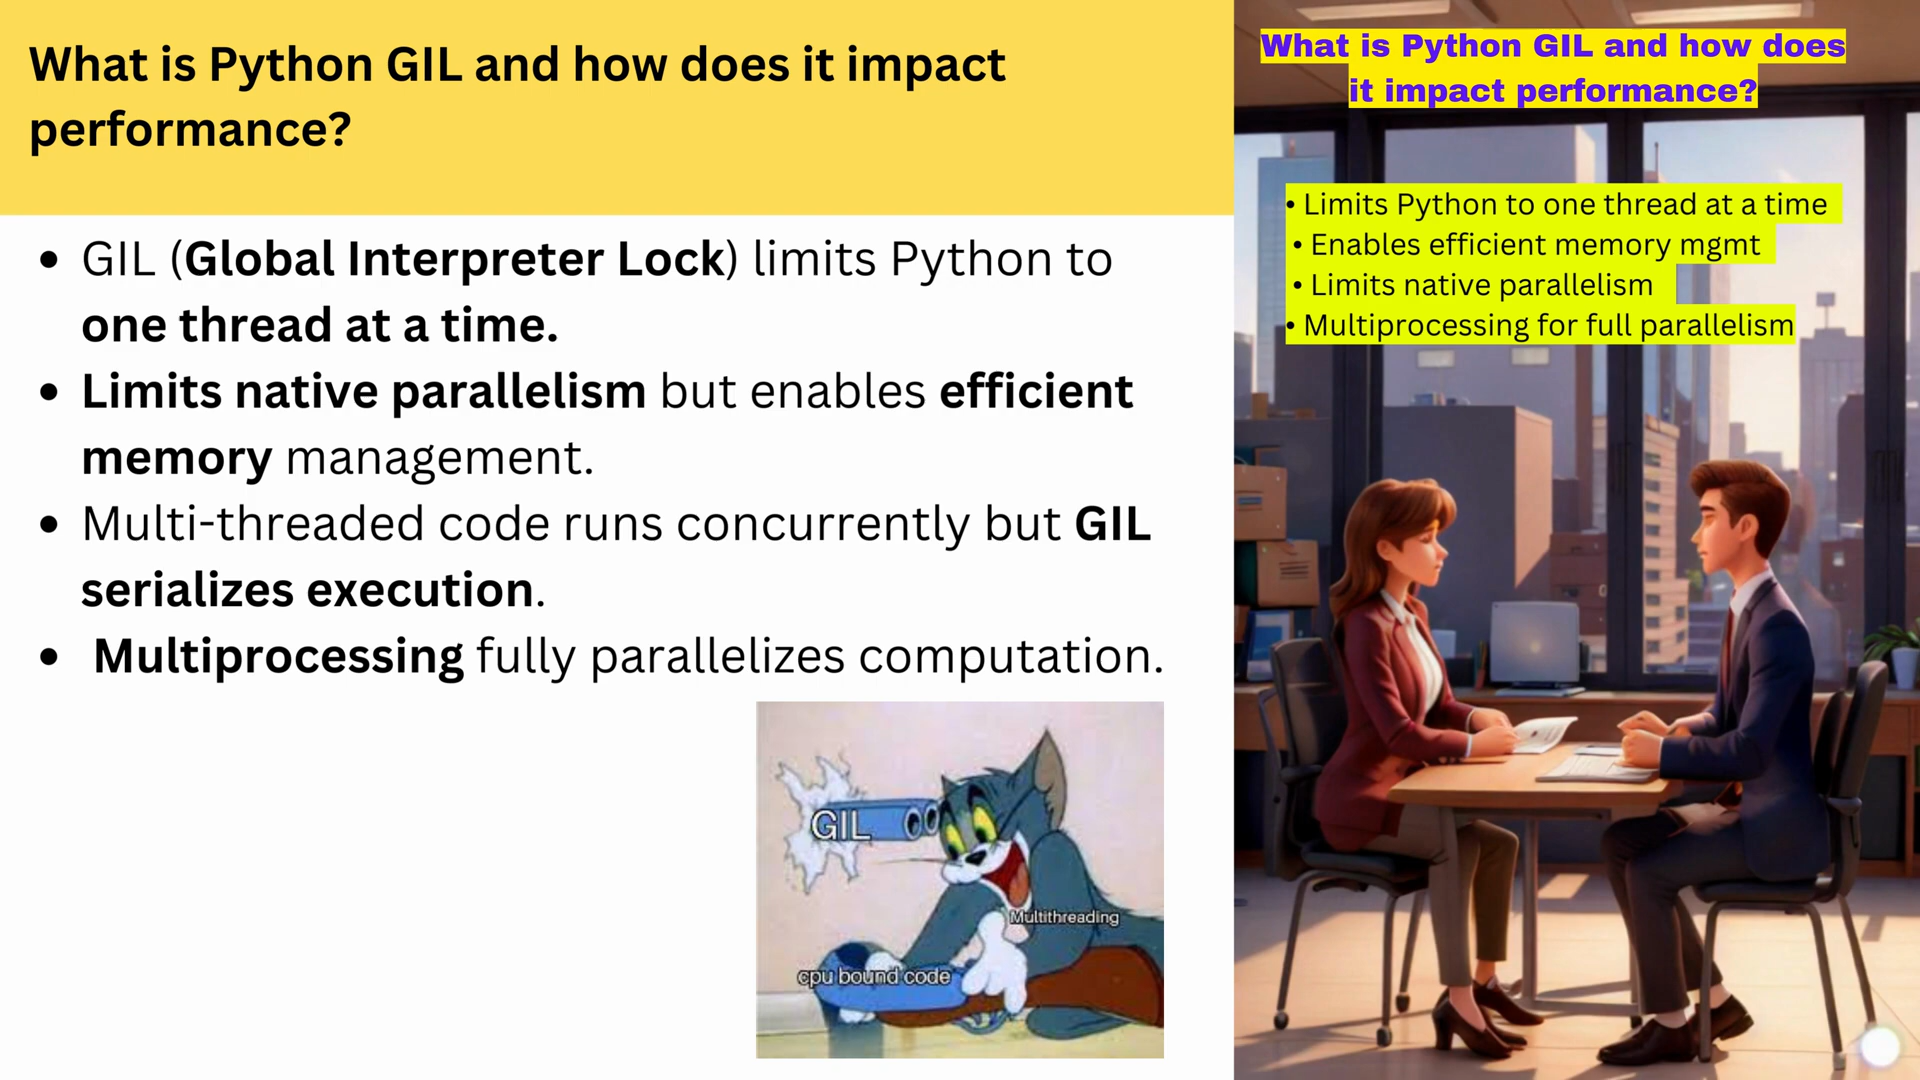 What is Python GIL and how does it impact
performance?
• GIL (Global Interpreter Lock) limits Python to
one thread at a time.
• Limits native parallelism but enables efficient
memory management.
• Multi-threaded code runs concurrently but GIL
serializes execution.
• Multiprocessing fully parallelizes computation.
GIL
Multithreading
cpu bound code
What is Python GIL and how does
it impact performance?
• Limits Python to one thread at a time
• Enables efficient memory mgmt
• Limits native parallelism
• Multiprocessing for full parallelism